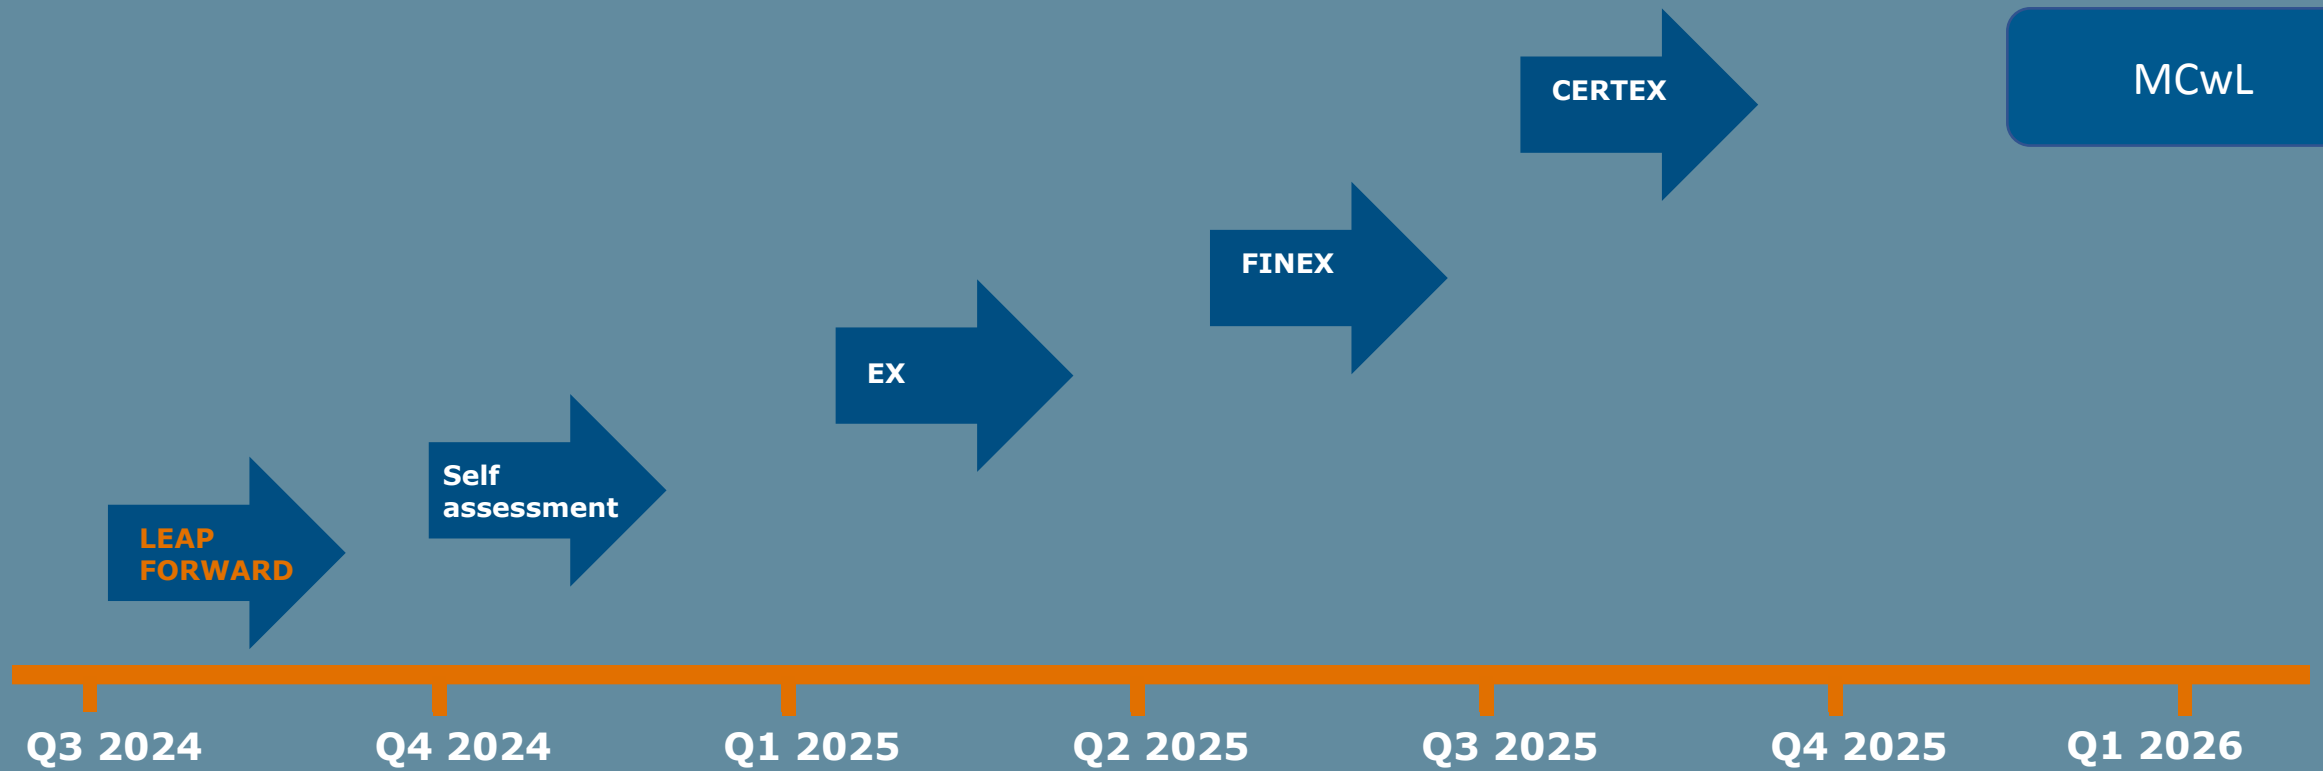 CERTEX
MCwL
FINEX
EX
Self
assessment
LEAP
FORWARD
Q3 2024
Q4 2024
Q1 2025
Q2 2025
Q3 2025
Q4 2025
Q1 2026